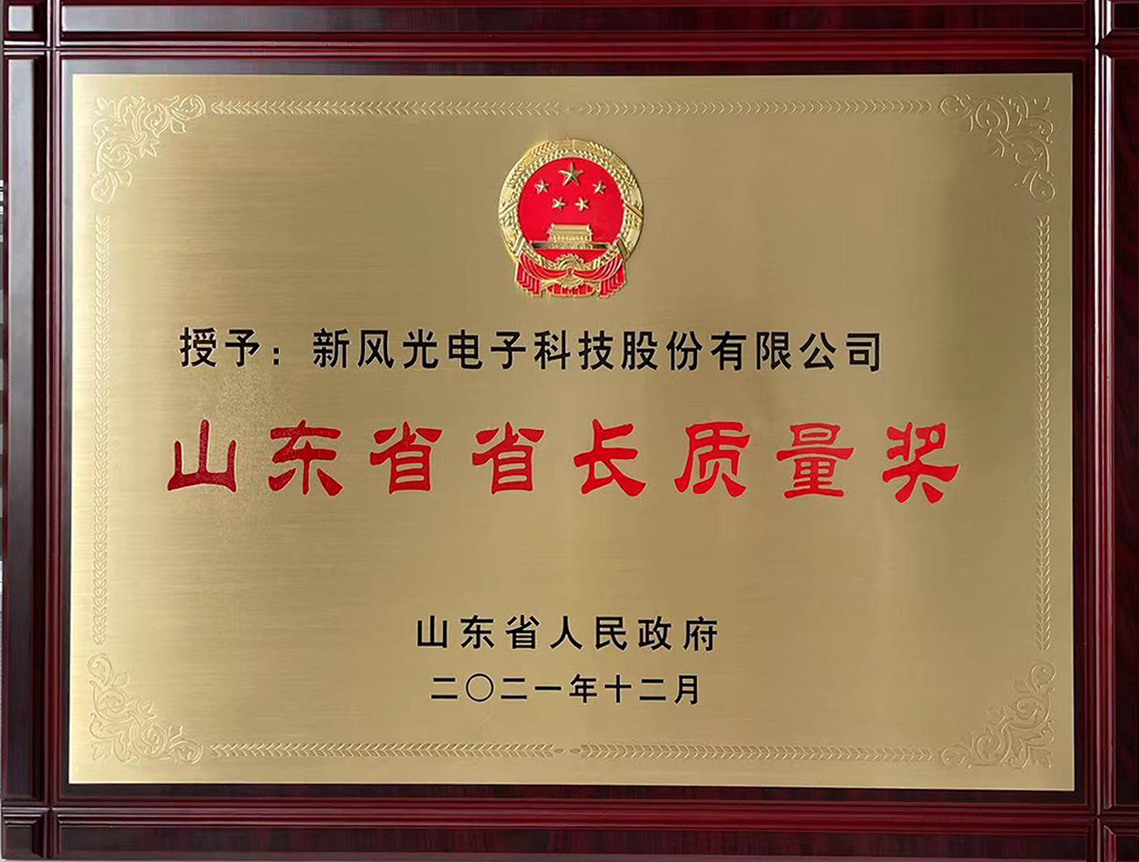 授予：新风光电子科技股份有限公司
山东省省长质量奖
山东省人民政府
二〇二一年十二月